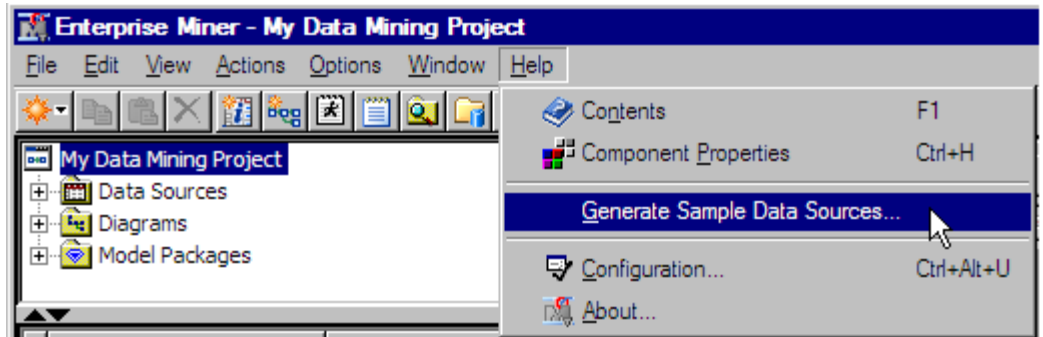 Enterprise Miner - My Data Mining Project
File Edit View Actions Options Window Help
Contents F1
Component Properties Ctrl+H
Generate Sample Data Sources...
Configuration... Ctrl+Alt+U
About...
My Data Mining Project
Data Sources
Diagrams
Model Packages